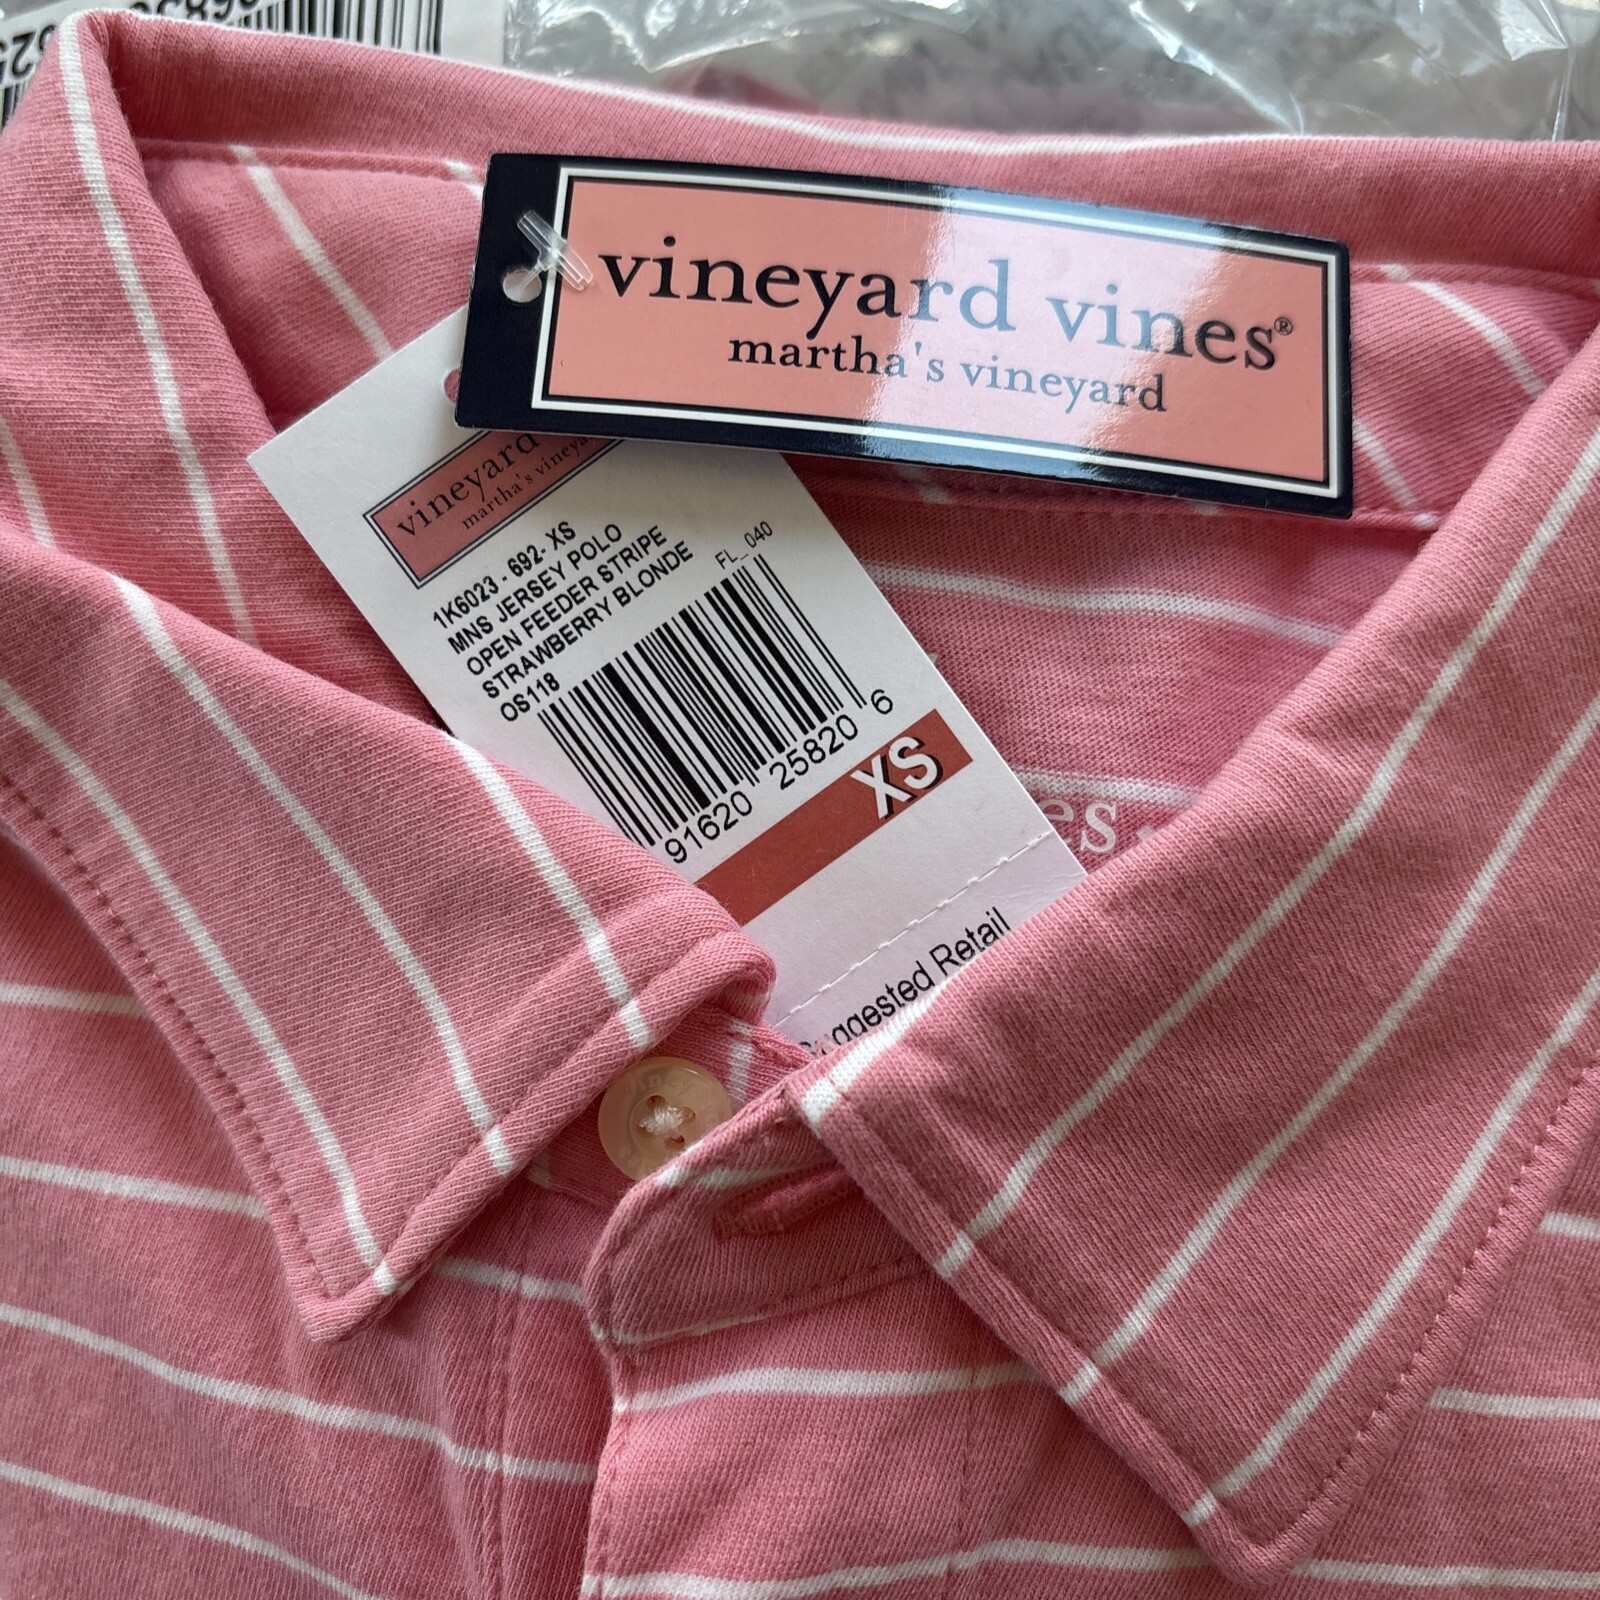 vineyard vines®
martha's vineyard
vineyard
martha's
1K6023 - 692- XS
MNS JERSEY POLO
OPEN FEEDER STRIPE
STRAWBERRY BLONDE
OS118
FL_040
91620 25820 6
XS
Suggested Retail